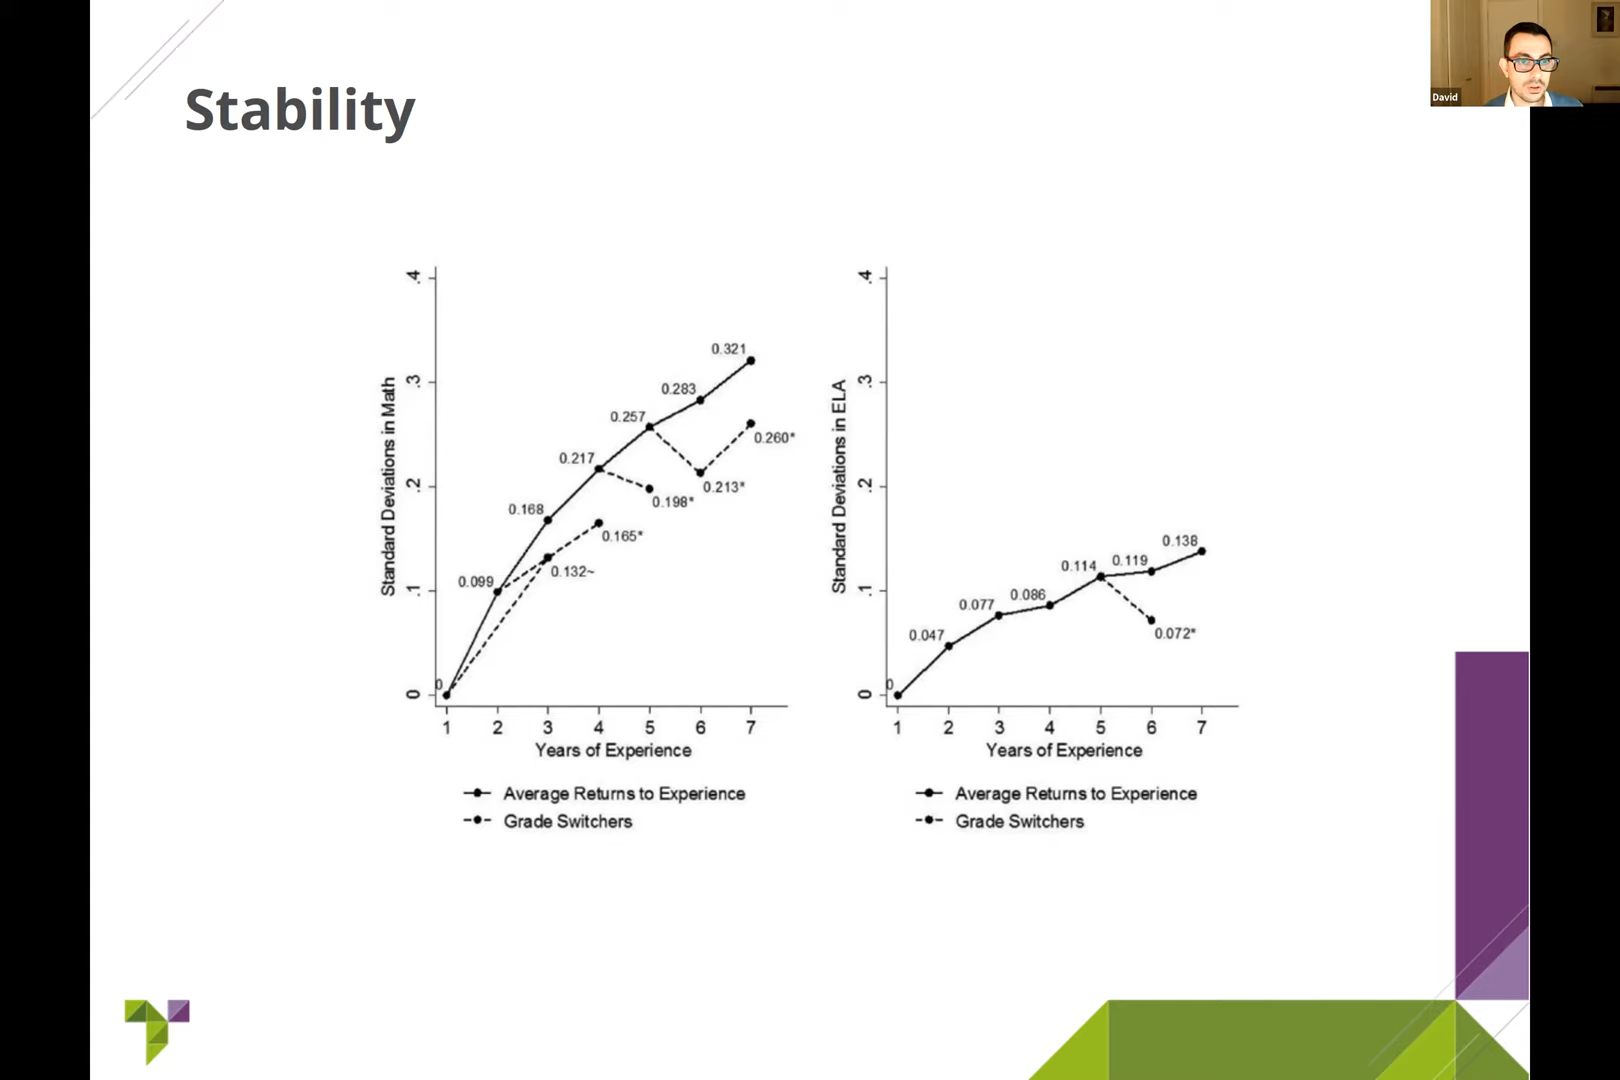 David
Stability
.4
.3
.2
.1
0
Standard Deviations in Math
0
0.099
0.168
0.217
0.257
0.283
0.321
0.132~
0.165*
0.198*
0.213*
0.260*
1 2 3 4 5 6 7
Years of Experience
Average Returns to Experience
Grade Switchers
.4
.3
.2
.1
0
Standard Deviations in ELA
0
0.047
0.077
0.086
0.114
0.119
0.138
0.072*
1 2 3 4 5 6 7
Years of Experience
Average Returns to Experience
Grade Switchers